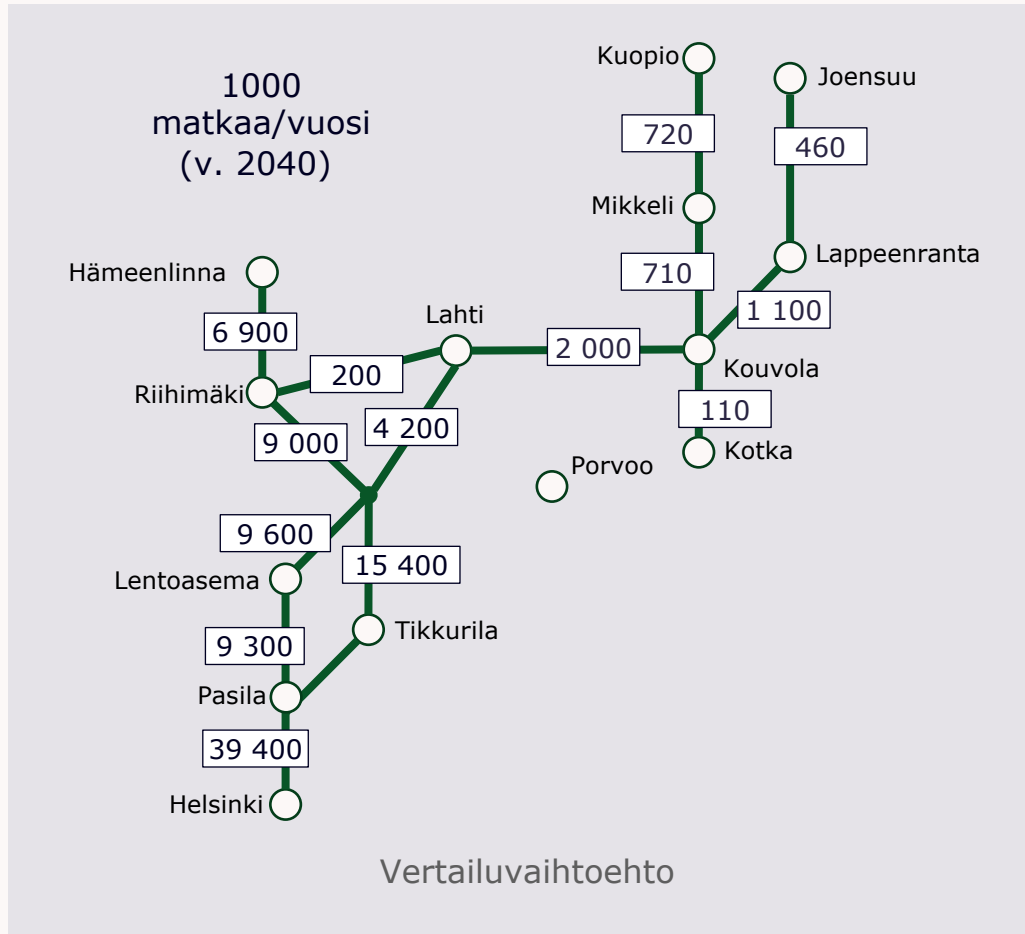 1000
matkaa/vuosi
(v. 2040)
Kuopio
Joensuu
720
460
Mikkeli
Lappeenranta
Hämeenlinna
710
1 100
Lahti
6 900
2 000
Kouvola
200
Riihimäki
110
4 200
9 000
Kotka
Porvoo
9 600
15 400
Lentoasema
Tikkurila
9 300
Pasila
39 400
Helsinki
Vertailuvaihtoehto